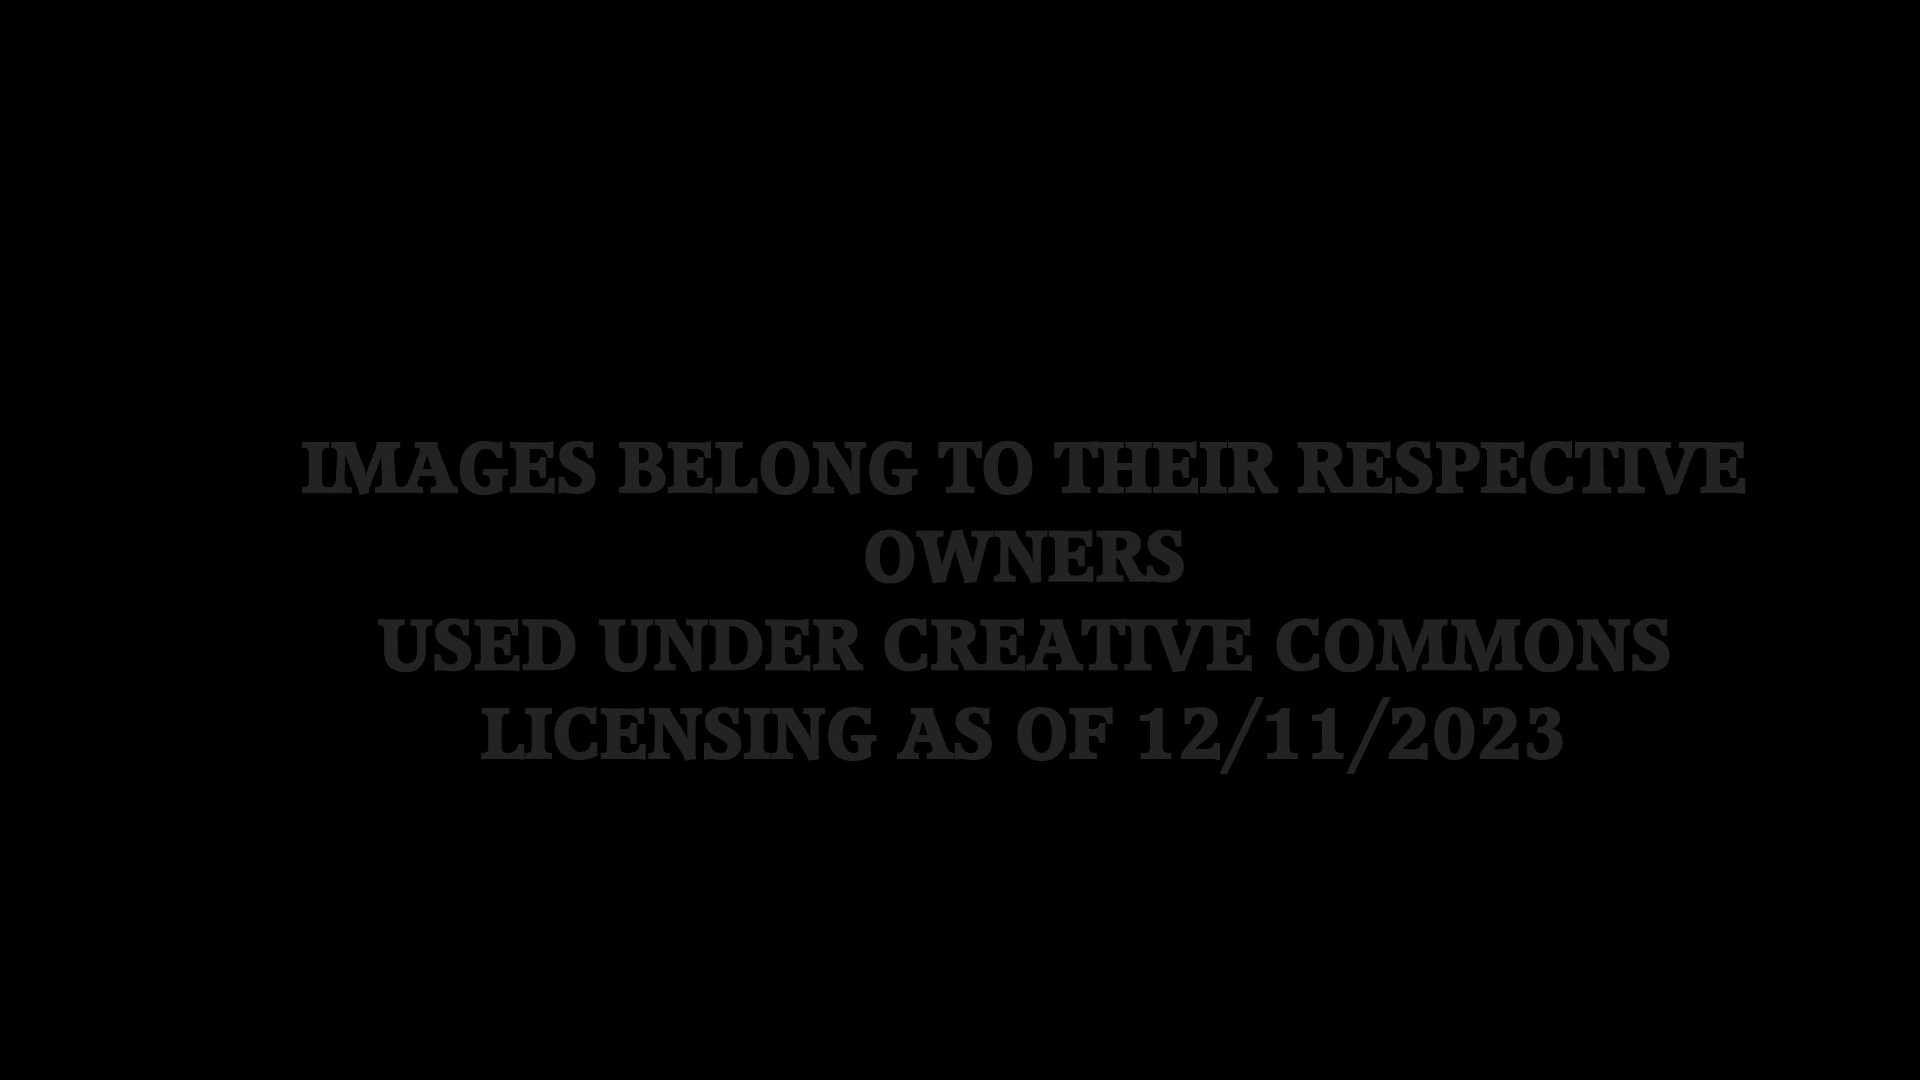 IMAGES BELONG TO THEIR RESPECTIVE
OWNERS
USED UNDER CREATIVE COMMONS
LICENSING AS OF 12/11/2023